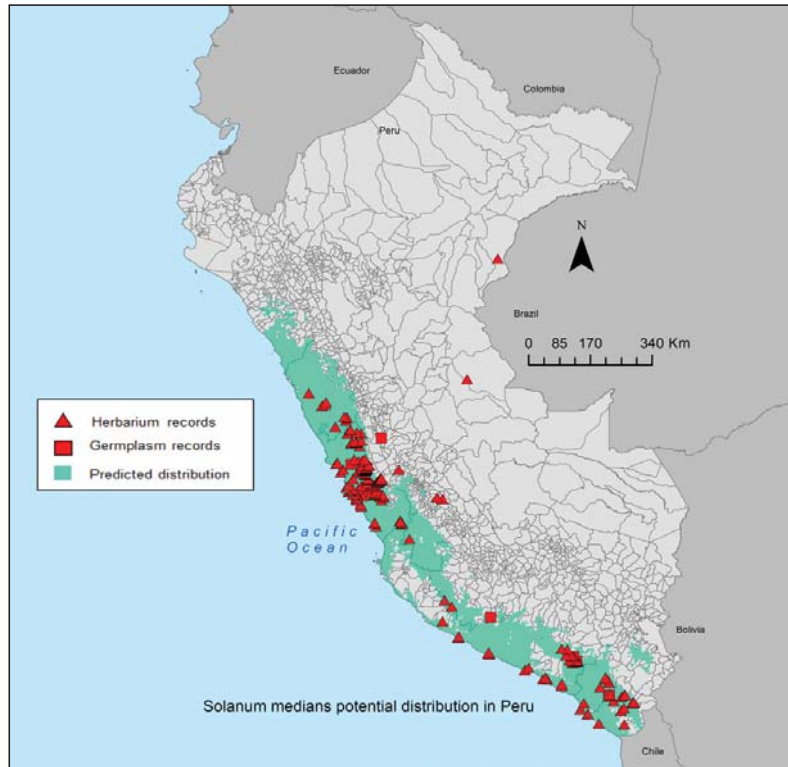 Ecuador
Colombia
Peru
N
Brazil
0 85 170 340 Km
Herbarium records
Germplasm records
Predicted distribution
Pacific
Ocean
Bolivia
Solanum medians potential distribution in Peru
Chile